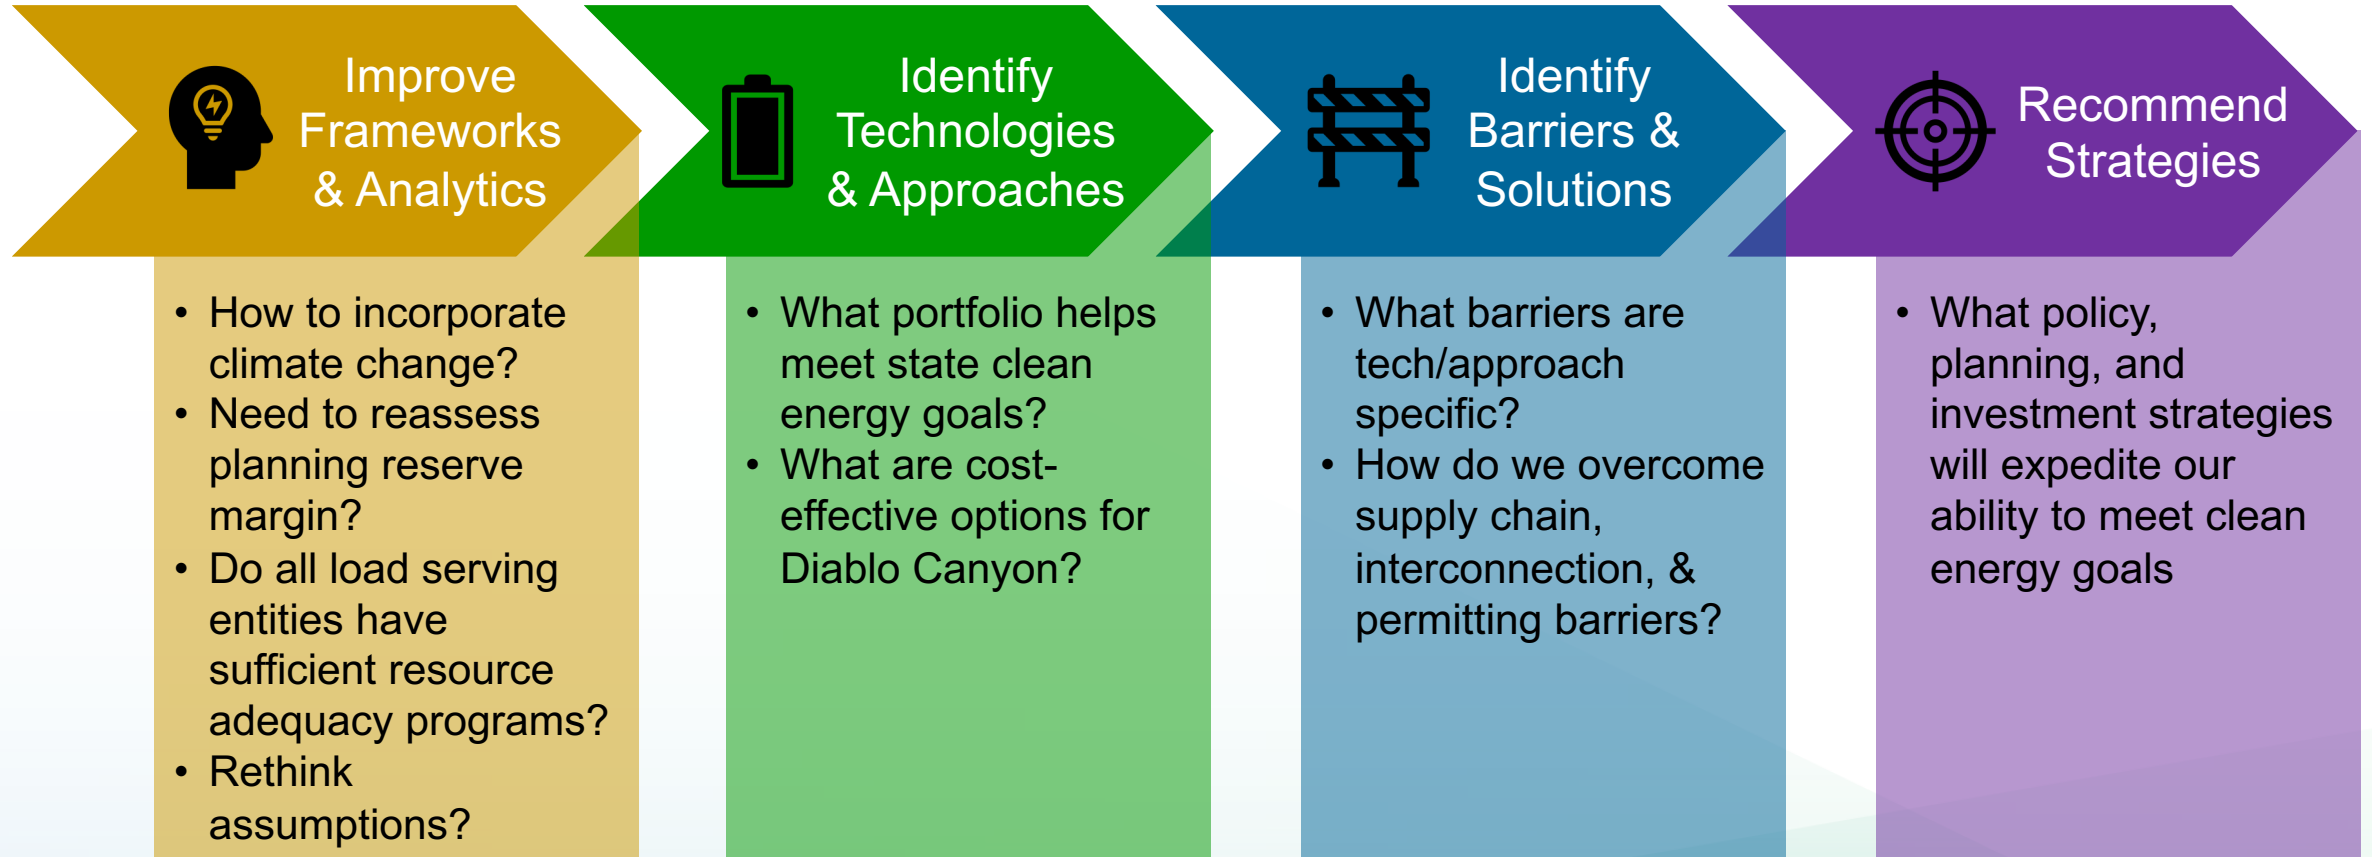 Improve
Frameworks
& Analytics
• How to incorporate
climate change?
• Need to reassess
planning reserve
margin?
• Do all load serving
entities have
sufficient resource
adequacy programs?
• Rethink
assumptions?
Identify
Technologies
& Approaches
• What portfolio helps
meet state clean
energy goals?
• What are cost-
effective options for
Diablo Canyon?
Identify
Barriers &
Solutions
• What barriers are
tech/approach
specific?
• How do we overcome
supply chain,
interconnection, &
permitting barriers?
Recommend
Strategies
• What policy,
planning, and
investment strategies
will expedite our
ability to meet clean
energy goals